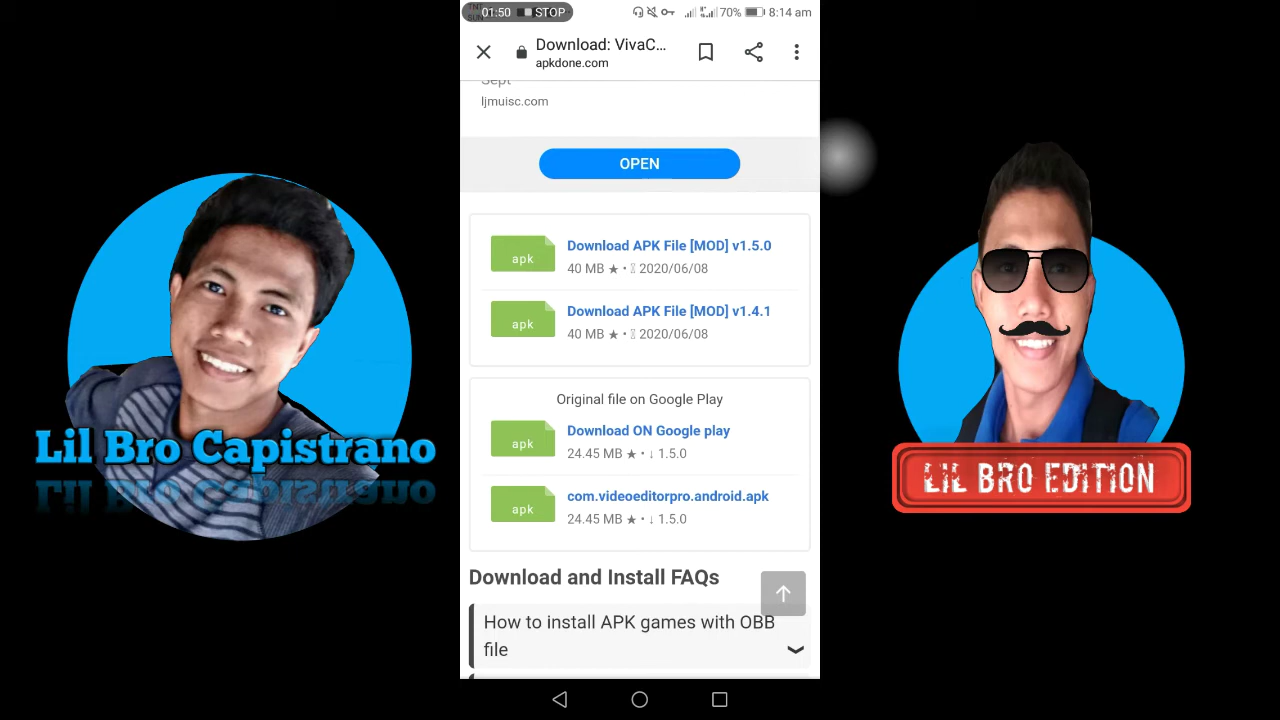 01:50 STOP
70% 8:14 am
Download: VivaC...
apkdone.com
Sept
ljmuisc.com
OPEN
apk
Download APK File [MOD] v1.5.0
40 MB ★ • 2020/06/08
apk
Download APK File [MOD] v1.4.1
40 MB ★ • 2020/06/08
Original file on Google Play
apk
Download ON Google play
24.45 MB ★ • ↓ 1.5.0
apk
com.videoeditorpro.android.apk
24.45 MB ★ • ↓ 1.5.0
Download and Install FAQs
How to install APK games with OBB
file
Lil Bro Capistrano
LIL BRO EDITION